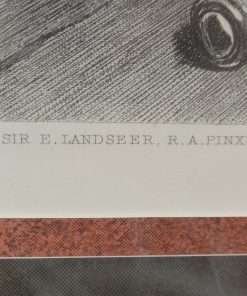 SIR E. LANDSEER, R.A. PINX